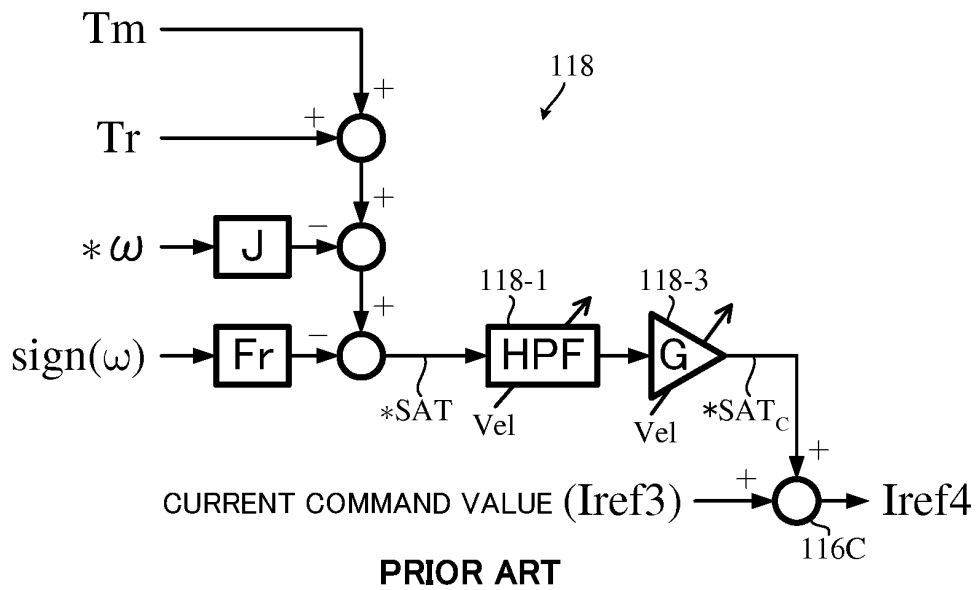 Tm
+
118
+
Tr
+
*ω
J
−
+
118-1
118-3
sign(ω)
Fr
−
HPF
G
*SAT
Vel
Vel
*SATC
+
CURRENT COMMAND VALUE (Iref3)
+
Iref4
116C
PRIOR ART